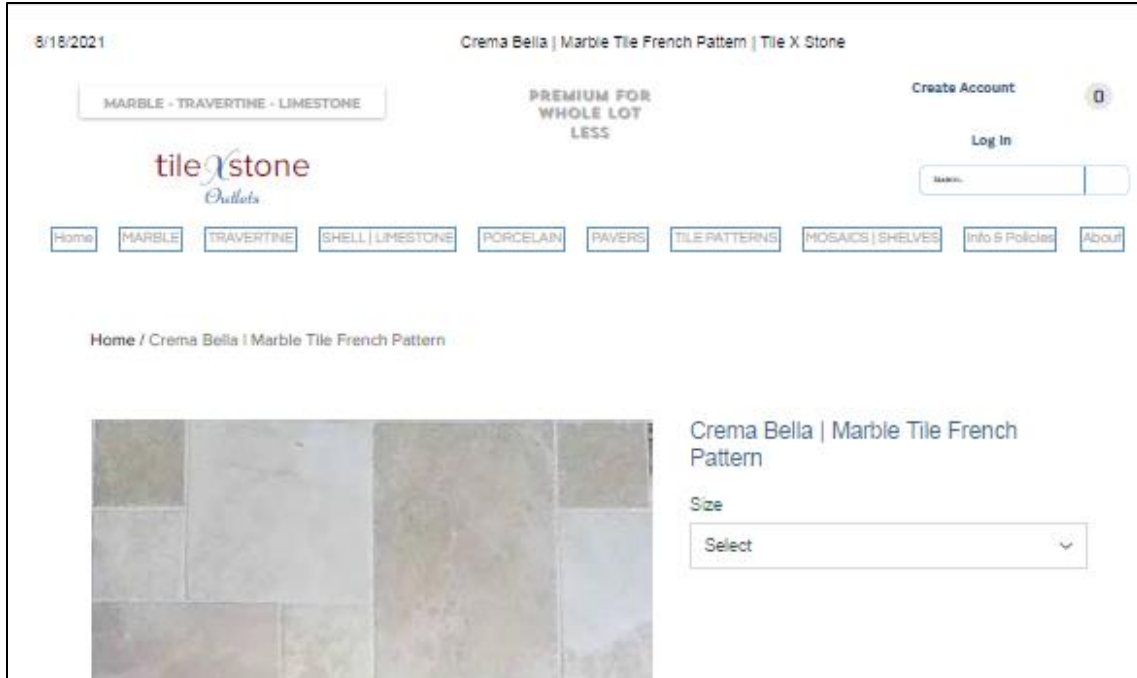 8/18/2021
Crema Bella | Marble Tile French Pattern | Tile X Stone
MARBLE - TRAVERTINE - LIMESTONE
PREMIUM FOR
WHOLE LOT
LESS
Create Account
0
Log In
tile X stone
Outlets
Search...
Home
MARBLE
TRAVERTINE
SHELL | LIMESTONE
PORCELAIN
PAVERS
TILE PATTERNS
MOSAICS | SHELVES
Info & Policies
About
Home / Crema Bella | Marble Tile French Pattern
Crema Bella | Marble Tile French
Pattern
Size
Select